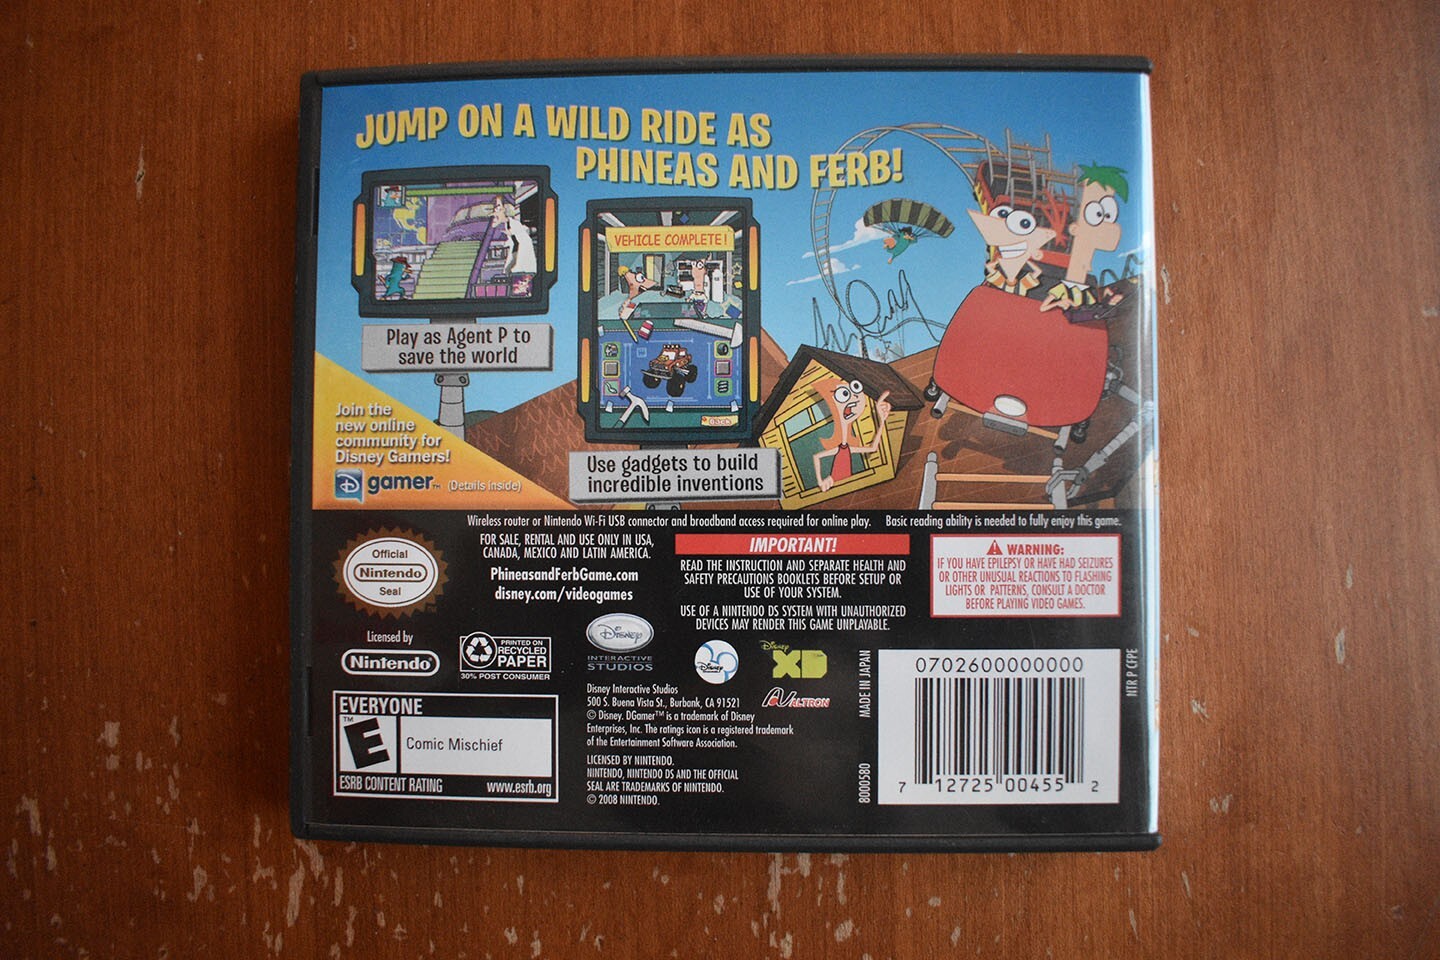 JUMP ON A WILD RIDE AS
PHINEAS AND FERB!
Play as Agent P to
save the world
VEHICLE COMPLETE!
Back
Use gadgets to build
incredible inventions
Join the
new online
community for
Disney Gamers!
D gamer™ (Details inside)
Wireless router or Nintendo Wi-Fi USB connector and broadband access required for online play. Basic reading ability is needed to fully enjoy this game.
Official
Nintendo
Seal
FOR SALE, RENTAL AND USE ONLY IN USA,
CANADA, MEXICO AND LATIN AMERICA.
PhineasandFerbGame.com
disney.com/videogames
IMPORTANT!
READ THE INSTRUCTION AND SEPARATE HEALTH AND
SAFETY PRECAUTIONS BOOKLETS BEFORE SETUP OR
USE OF YOUR SYSTEM.
USE OF A NINTENDO DS SYSTEM WITH UNAUTHORIZED
DEVICES MAY RENDER THIS GAME UNPLAYABLE.
WARNING:
IF YOU HAVE EPILEPSY OR HAVE HAD SEIZURES
OR OTHER UNUSUAL REACTIONS TO FLASHING
LIGHTS OR PATTERNS, CONSULT A DOCTOR
BEFORE PLAYING VIDEO GAMES.
Licensed by
Nintendo®
PRINTED ON
RECYCLED
PAPER
30% POST CONSUMER
Disney
INTERACTIVE
STUDIOS
Disney
Disney
XD
ALTRON
Disney Interactive Studios
500 S. Buena Vista St., Burbank, CA 91521
© Disney. DGamer™ is a trademark of Disney
Enterprises, Inc. The ratings icon is a registered trademark
of the Entertainment Software Association.
LICENSED BY NINTENDO.
NINTENDO, NINTENDO DS AND THE OFFICIAL
SEAL ARE TRADEMARKS OF NINTENDO.
© 2008 NINTENDO.
EVERYONE
™
E
Comic Mischief
ESRB CONTENT RATING www.esrb.org
MADE IN JAPAN
8000580
0702600000000
7 12725 00455 2
NTR P CFPE